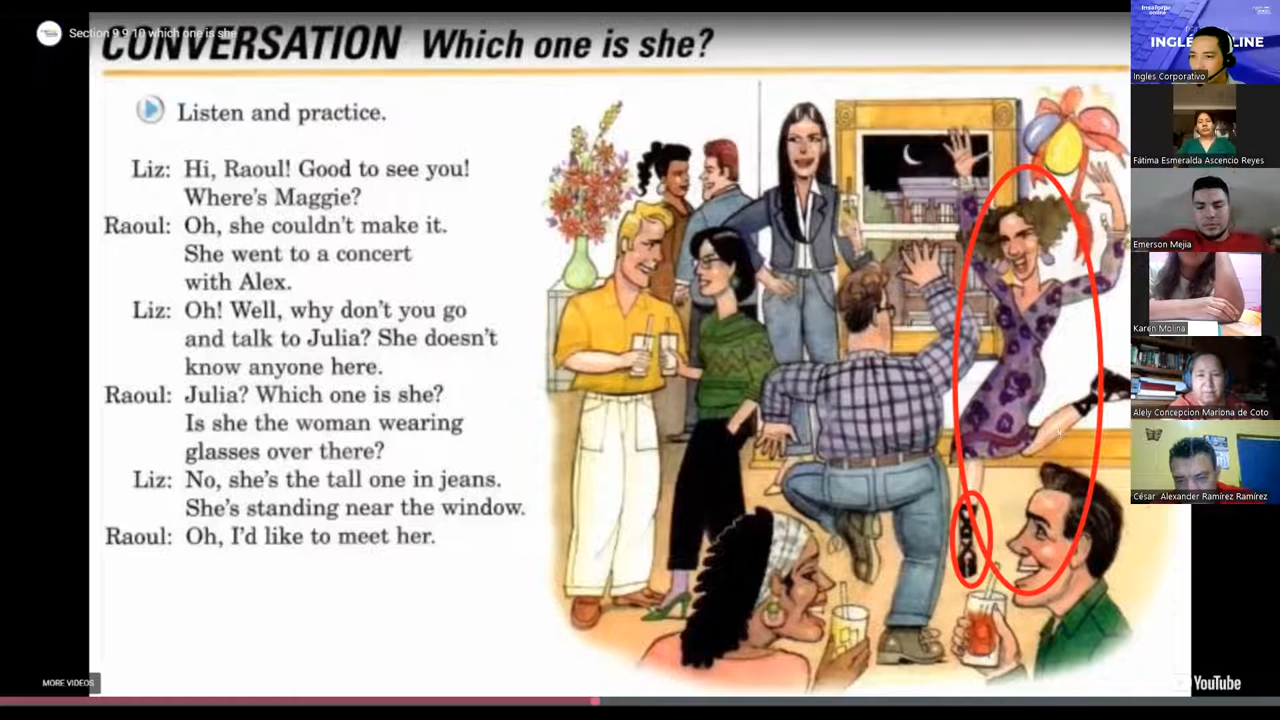 Section 9 9 10 which one is she
CONVERSATION Which one is she?
Listen and practice.
Liz: Hi, Raoul! Good to see you!
Where's Maggie?
Raoul: Oh, she couldn't make it.
She went to a concert
with Alex.
Liz: Oh! Well, why don't you go
and talk to Julia? She doesn't
know anyone here.
Raoul: Julia? Which one is she?
Is she the woman wearing
glasses over there?
Liz: No, she's the tall one in jeans.
She's standing near the window.
Raoul: Oh, I'd like to meet her.
MORE VIDEOS
YouTube
Insaforp
online
INGLÉ LINE
Ingles Corporativo
Fátima Esmeralda Ascencio Reyes
Emerson Mejia
Karen Molina
Alely Concepcion Mariona de Coto
César Alexander Ramírez Ramírez